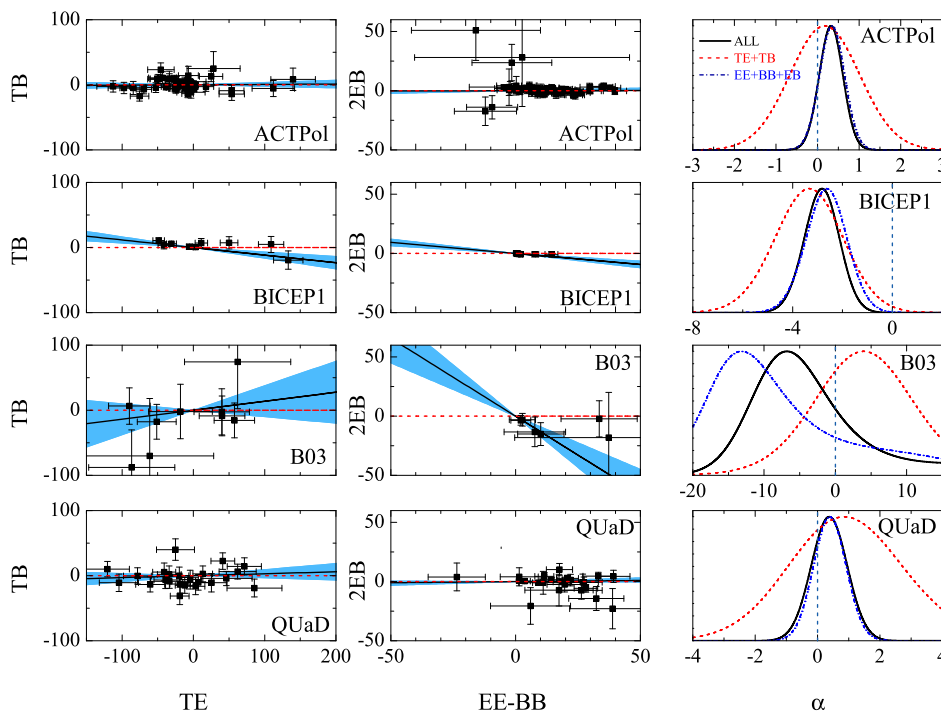 100
0
-100
TB
ACTPol
50
0
-50
2EB
ACTPol
ALL
TE+TB
EE+BB+EB
ACTPol
-3 -2 -1 0 1 2 3
100
0
-100
TB
BICEP1
50
0
-50
2EB
BICEP1
BICEP1
-8 -4 0
100
0
-100
TB
B03
50
0
-50
2EB
B03
B03
-20 -10 0 10
100
0
-100
TB
QUaD
-100 0 100 200
50
0
-50
2EB
QUaD
0 50
QUaD
-4 -2 0 2 4
TE
EE-BB
α